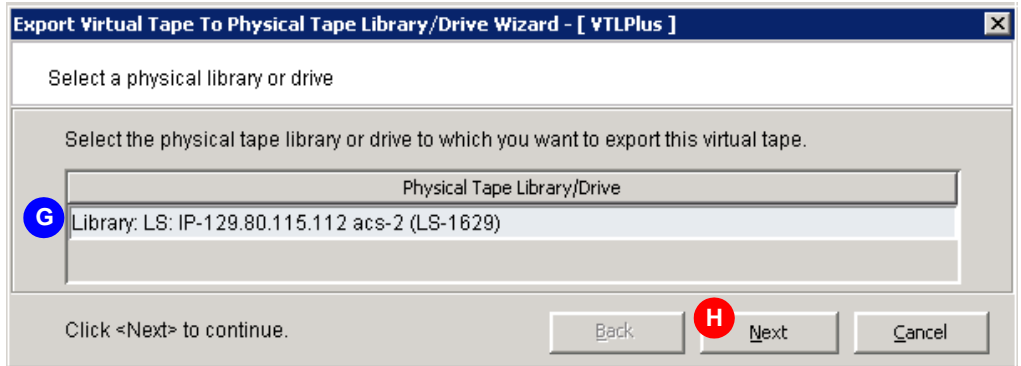 Export Virtual Tape To Physical Tape Library/Drive Wizard - [ VTLPlus ]
Select a physical library or drive
Select the physical tape library or drive to which you want to export this virtual tape.
Physical Tape Library/Drive
G
Library: LS: IP-129.80.115.112 acs-2 (LS-1629)
Click <Next> to continue.
Back
H
Next
Cancel